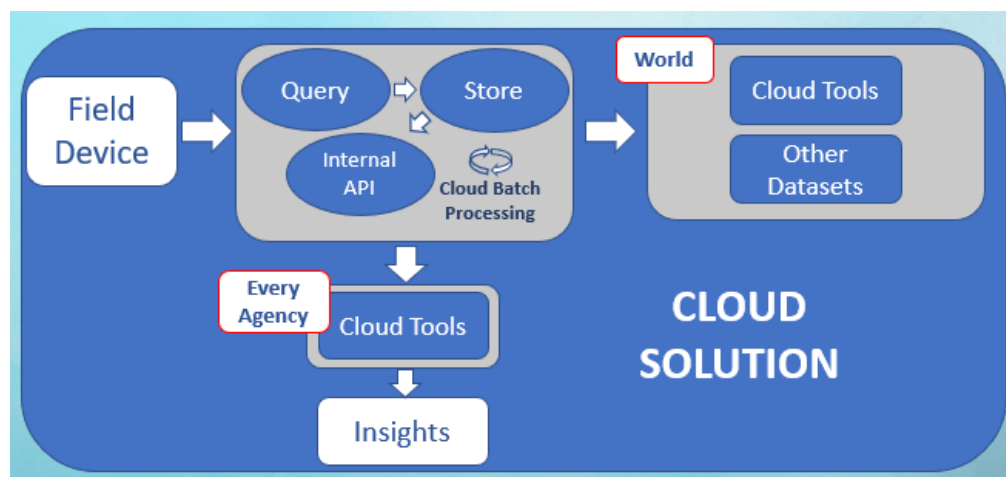 Field
Device
Query
Store
Internal
API
Cloud Batch
Processing
World
Cloud Tools
Other
Datasets
Every
Agency
Cloud Tools
Insights
CLOUD
SOLUTION